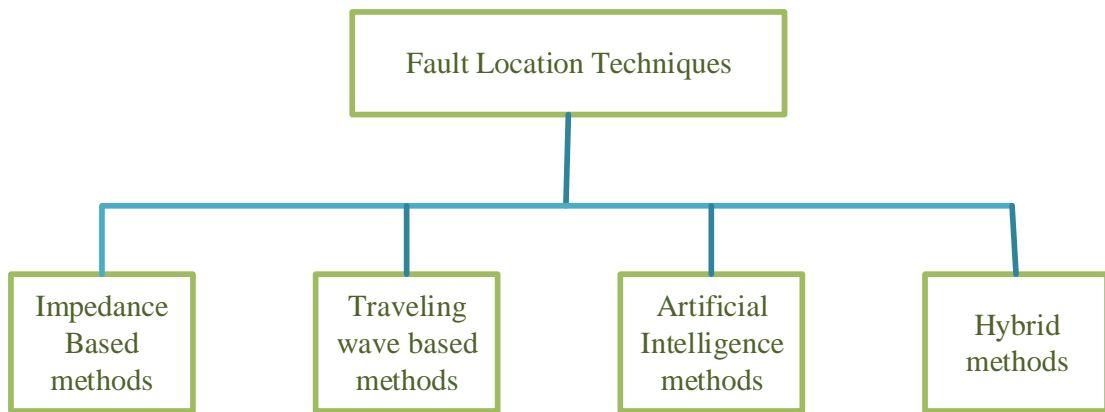 Fault Location Techniques
Impedance
Based
methods
Traveling
wave based
methods
Artificial
Intelligence
methods
Hybrid
methods